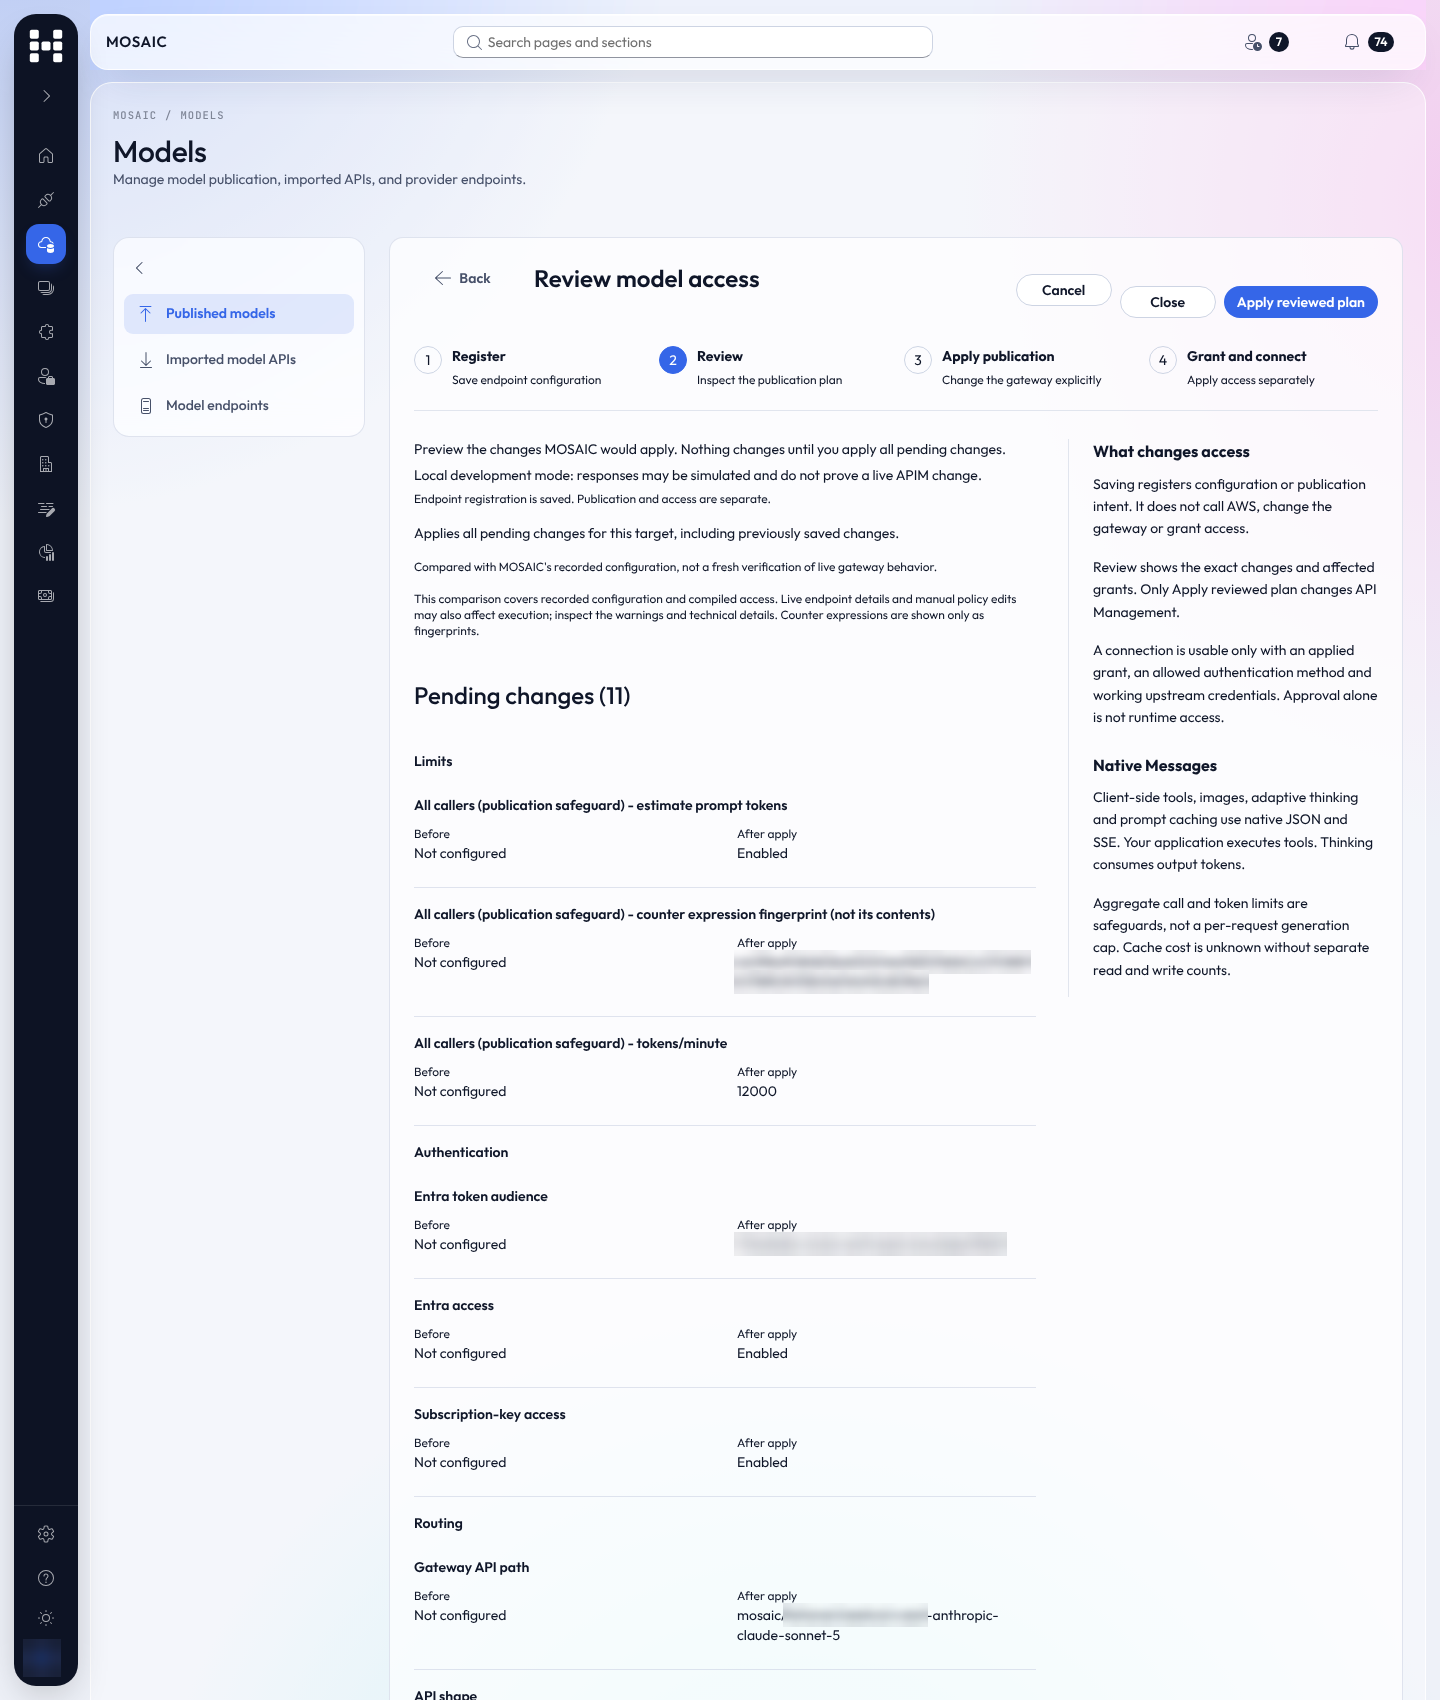 MOSAIC
Search pages and sections
7
74
MOSAIC / MODELS
Models
Manage model publication, imported APIs, and provider endpoints.
Published models
Imported model APIs
Model endpoints
Back
Review model access
Cancel
Close
Apply reviewed plan
1
Register
Save endpoint configuration
2
Review
Inspect the publication plan
3
Apply publication
Change the gateway explicitly
4
Grant and connect
Apply access separately
Preview the changes MOSAIC would apply. Nothing changes until you apply all pending changes.
Local development mode: responses may be simulated and do not prove a live APIM change.
Endpoint registration is saved. Publication and access are separate.
Applies all pending changes for this target, including previously saved changes.
Compared with MOSAIC's recorded configuration, not a fresh verification of live gateway behavior.
This comparison covers recorded configuration and compiled access. Live endpoint details and manual policy edits
may also affect execution; inspect the warnings and technical details. Counter expressions are shown only as
fingerprints.
Pending changes (11)
Limits
All callers (publication safeguard) - estimate prompt tokens
Before
After apply
Not configured
Enabled
All callers (publication safeguard) - counter expression fingerprint (not its contents)
Before
After apply
Not configured
All callers (publication safeguard) - tokens/minute
Before
After apply
Not configured
12000
Authentication
Entra token audience
Before
After apply
Not configured
Entra access
Before
After apply
Not configured
Enabled
Subscription-key access
Before
After apply
Not configured
Enabled
Routing
Gateway API path
Before
After apply
Not configured
mosaic/ -anthropic-
claude-sonnet-5
API shape
What changes access
Saving registers configuration or publication
intent. It does not call AWS, change the
gateway or grant access.
Review shows the exact changes and affected
grants. Only Apply reviewed plan changes API
Management.
A connection is usable only with an applied
grant, an allowed authentication method and
working upstream credentials. Approval alone
is not runtime access.
Native Messages
Client-side tools, images, adaptive thinking
and prompt caching use native JSON and
SSE. Your application executes tools. Thinking
consumes output tokens.
Aggregate call and token limits are
safeguards, not a per-request generation
cap. Cache cost is unknown without separate
read and write counts.